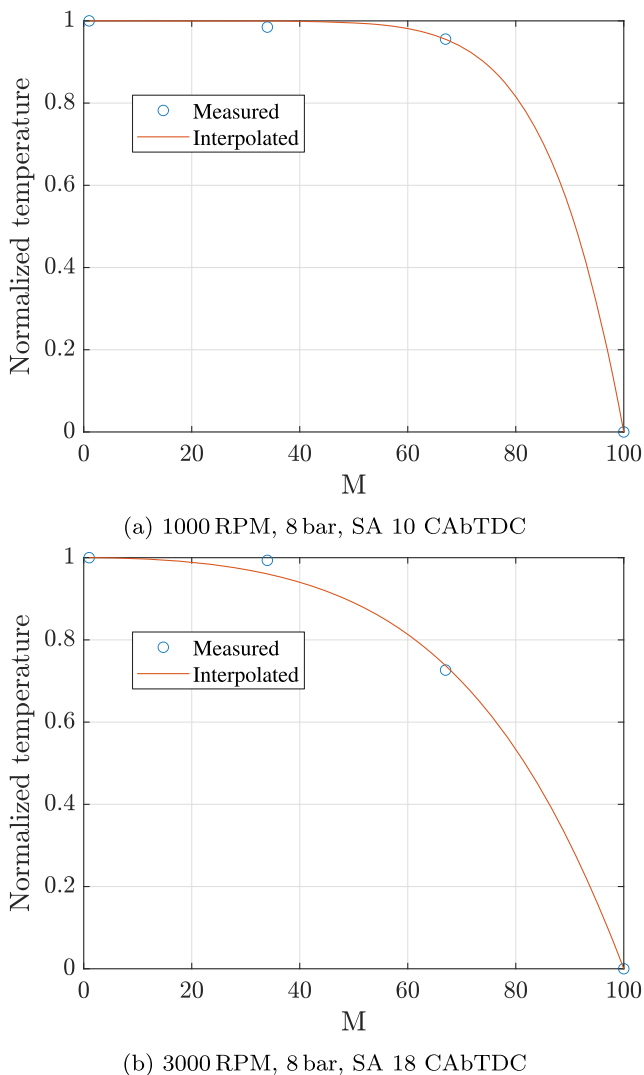 1
0.8
0.6
0.4
0.2
0
Normalized temperature
Measured
Interpolated
0 20 40 60 80 100
M
(a) 1000 RPM, 8 bar, SA 10 CAbTDC
1
0.8
0.6
0.4
0.2
0
Normalized temperature
Measured
Interpolated
0 20 40 60 80 100
M
(b) 3000 RPM, 8 bar, SA 18 CAbTDC